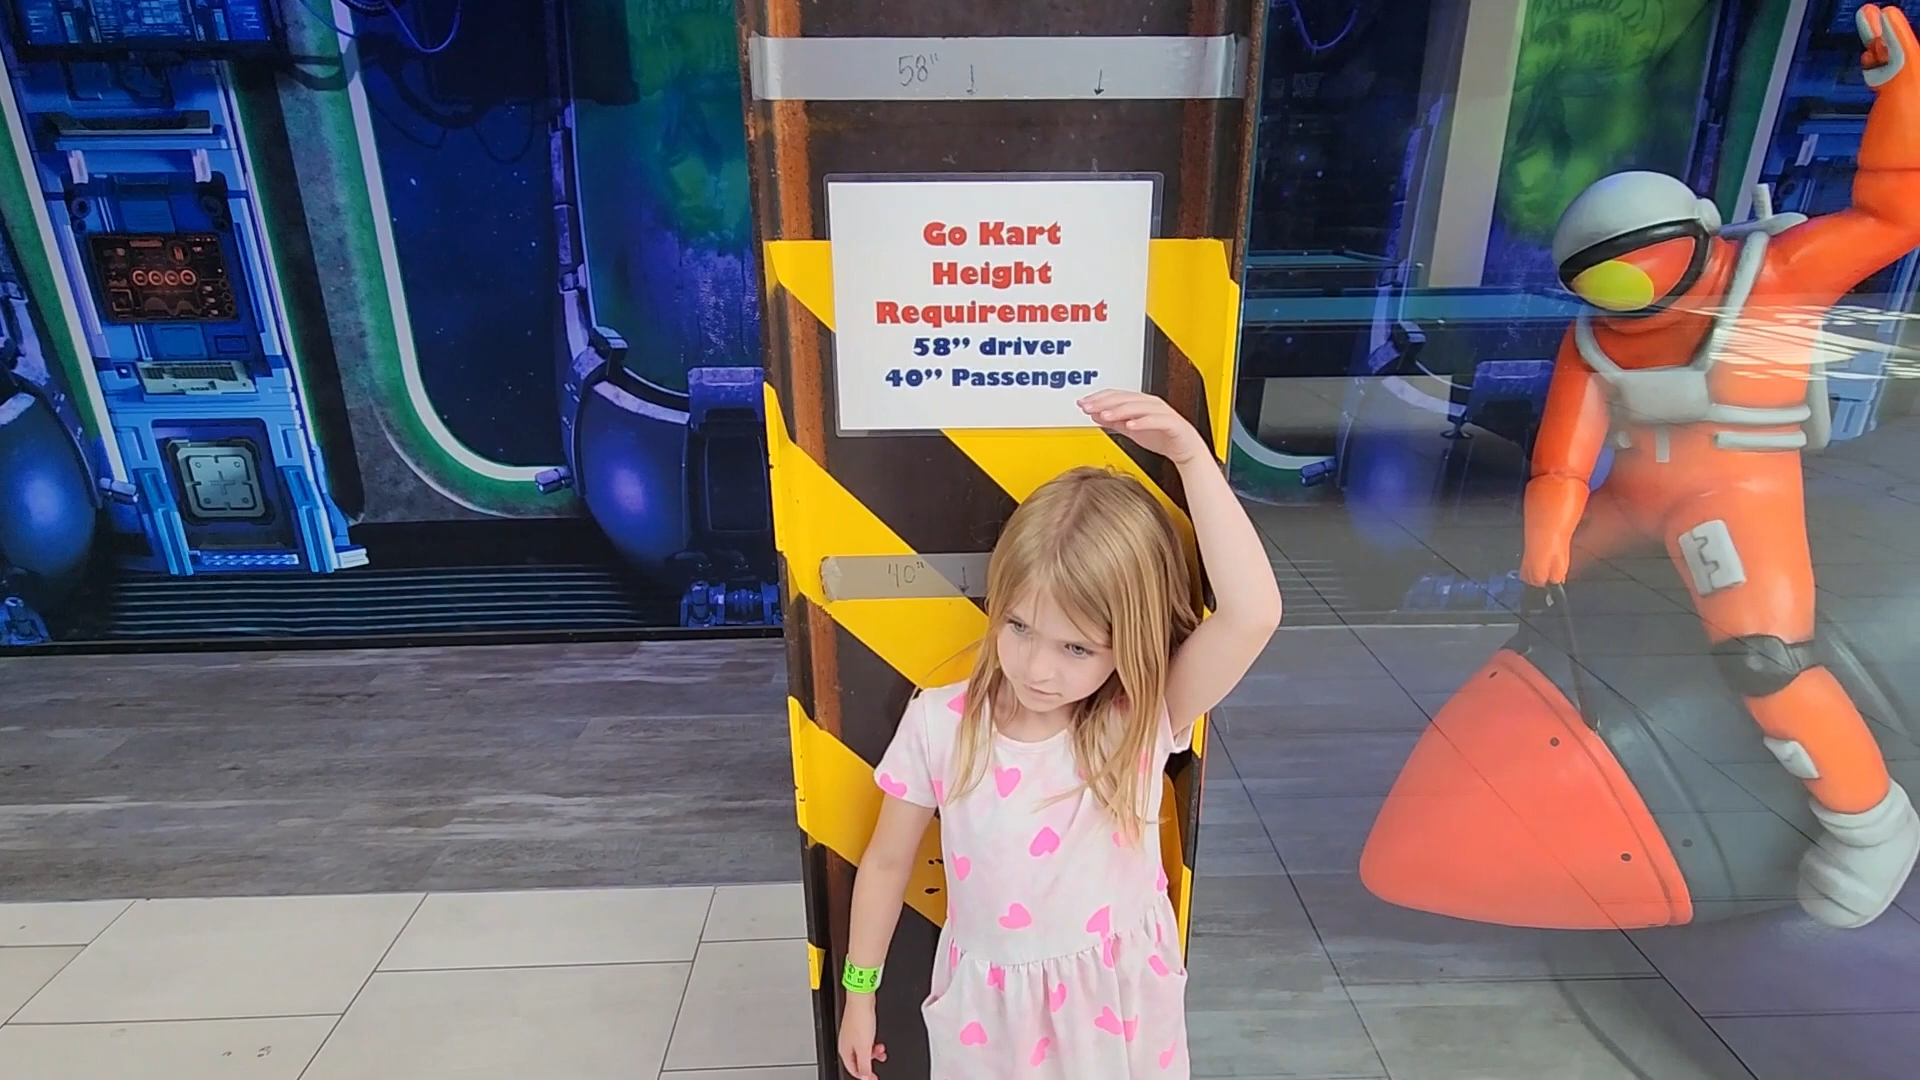 58"
Go Kart
Height
Requirement
58” driver
40” Passenger
40"